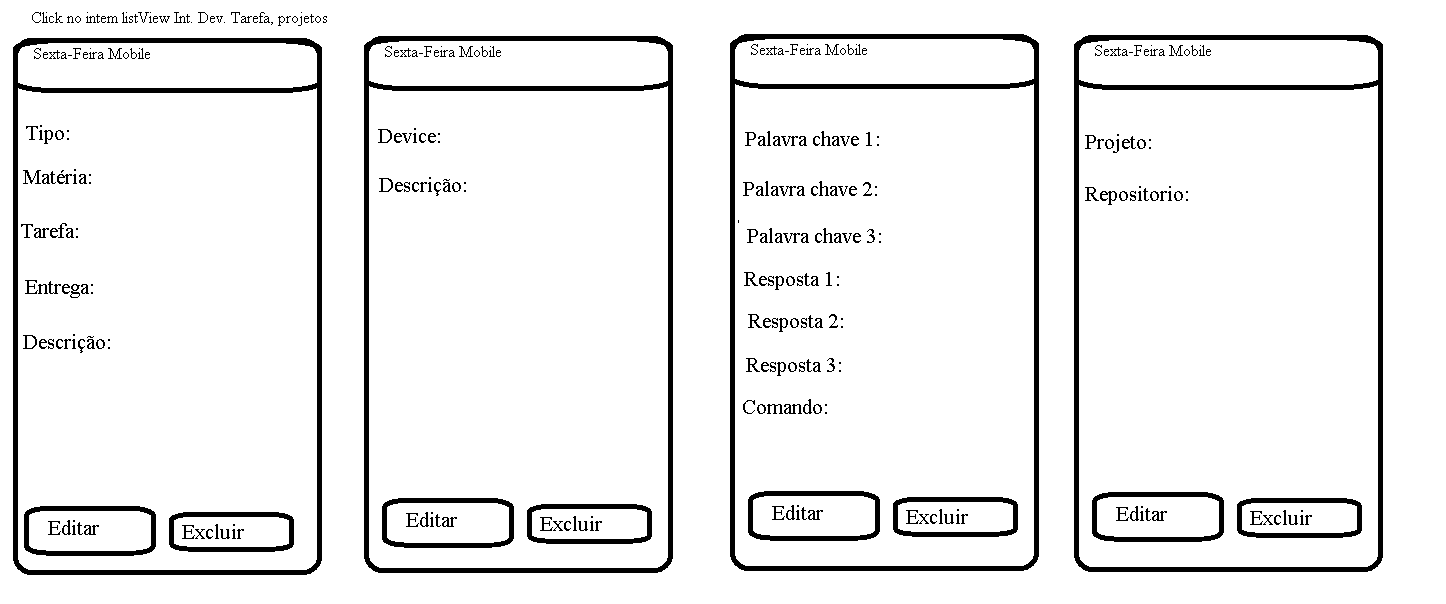 Click no intem listView Int. Dev. Tarefa, projetos
Sexta-Feira Mobile
Tipo:
Matéria:
Tarefa:
Entrega:
Descrição:
Editar
Excluir
Sexta-Feira Mobile
Device:
Descrição:
Editar
Excluir
Sexta-Feira Mobile
Palavra chave 1:
Palavra chave 2:
Palavra chave 3:
Resposta 1:
Resposta 2:
Resposta 3:
Comando:
Editar
Excluir
Sexta-Feira Mobile
Projeto:
Repositorio:
Editar
Excluir